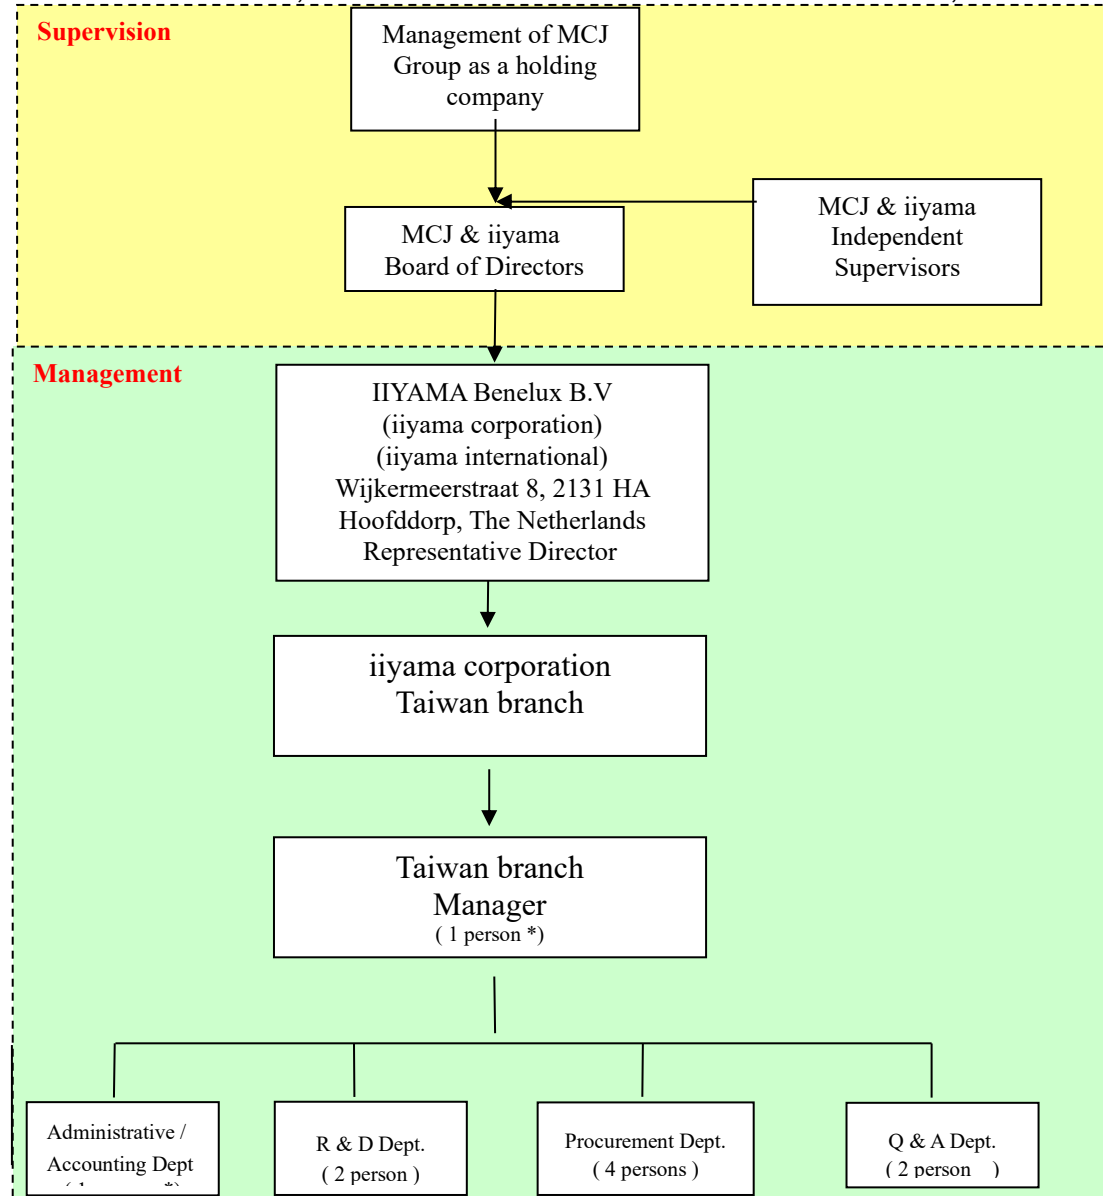 Supervision
Management of MCJ
Group as a holding
company
MCJ & iiyama
Independent
Supervisors
MCJ & iiyama
Board of Directors
Management
IIYAMA Benelux B.V
(iiyama corporation)
(iiyama international)
Wijkermeerstraat 8, 2131 HA
Hoofddorp, The Netherlands
Representative Director
iiyama corporation
Taiwan branch
Taiwan branch
Manager
( 1 person *)
Administrative /
Accounting Dept
R & D Dept.
( 2 person )
Procurement Dept.
( 4 persons )
Q & A Dept.
( 2 person )